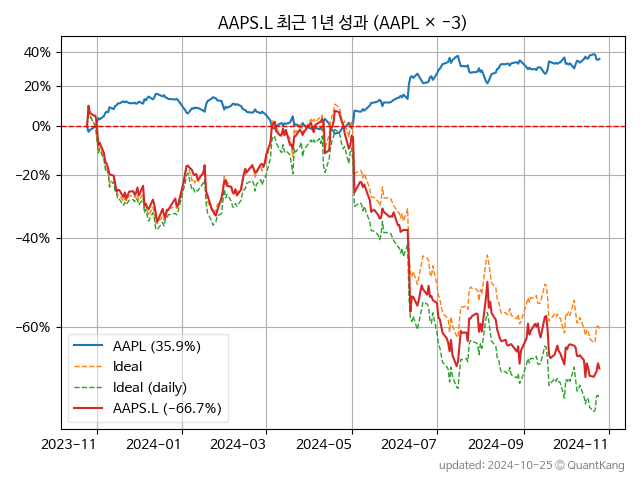 AAPS.L 최근 1년 성과 (AAPL × −3)
40%
20%
0%
−20%
−40%
−60%
AAPL (35.9%)
Ideal
Ideal (daily)
AAPS.L (−66.7%)
2023−11
2024−01
2024−03
2024−05
2024−07
2024−09
2024−11
updated: 2024-10-25 © QuantKang